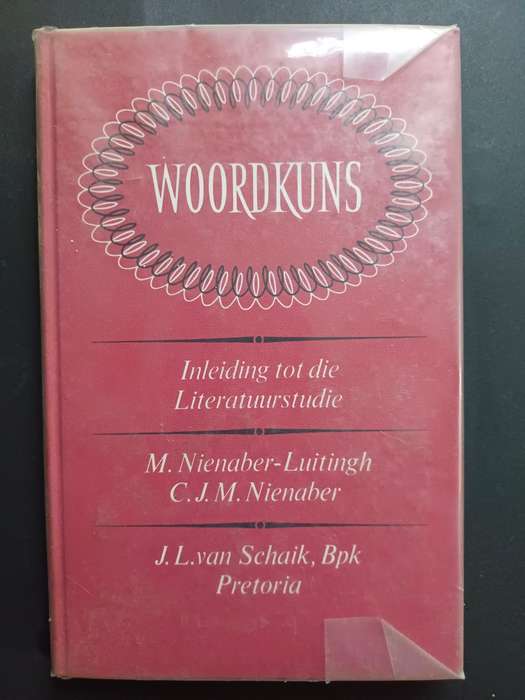 WOORDKUNS
Inleiding tot die
Literatuurstudie
M. Nienaber-Luitingh
C. J. M. Nienaber
J. L. van Schaik, Bpk
Pretoria